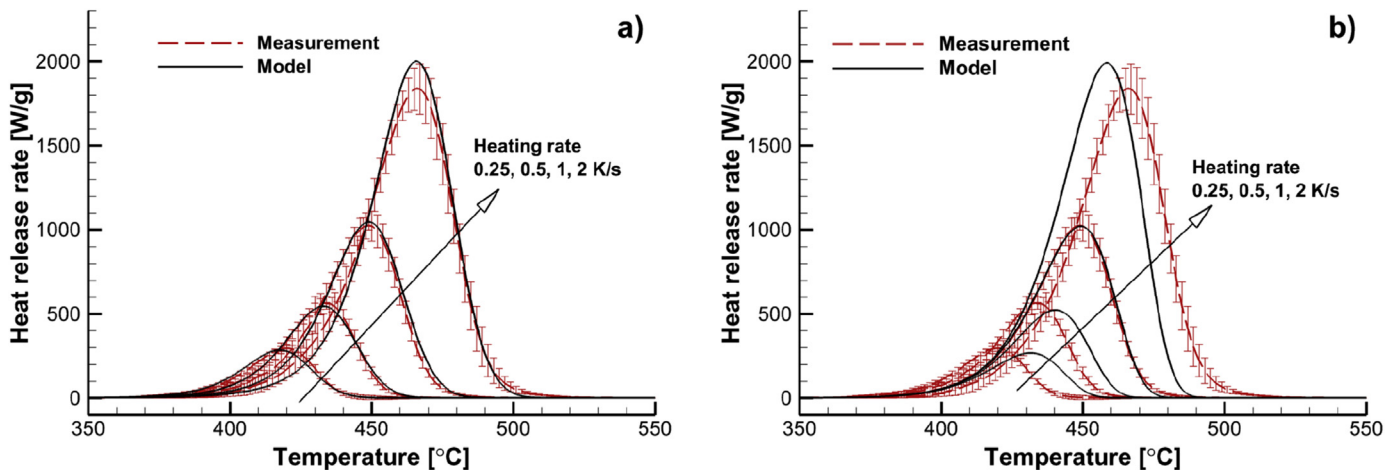 a)
Measurement
Model
Heating rate
0.25, 0.5, 1, 2 K/s
Heat release rate [W/g]
2000
1500
1000
500
0
350
400
450
500
550
Temperature [°C]
b)
Measurement
Model
Heating rate
0.25, 0.5, 1, 2 K/s
Heat release rate [W/g]
2000
1500
1000
500
0
350
400
450
500
550
Temperature [°C]